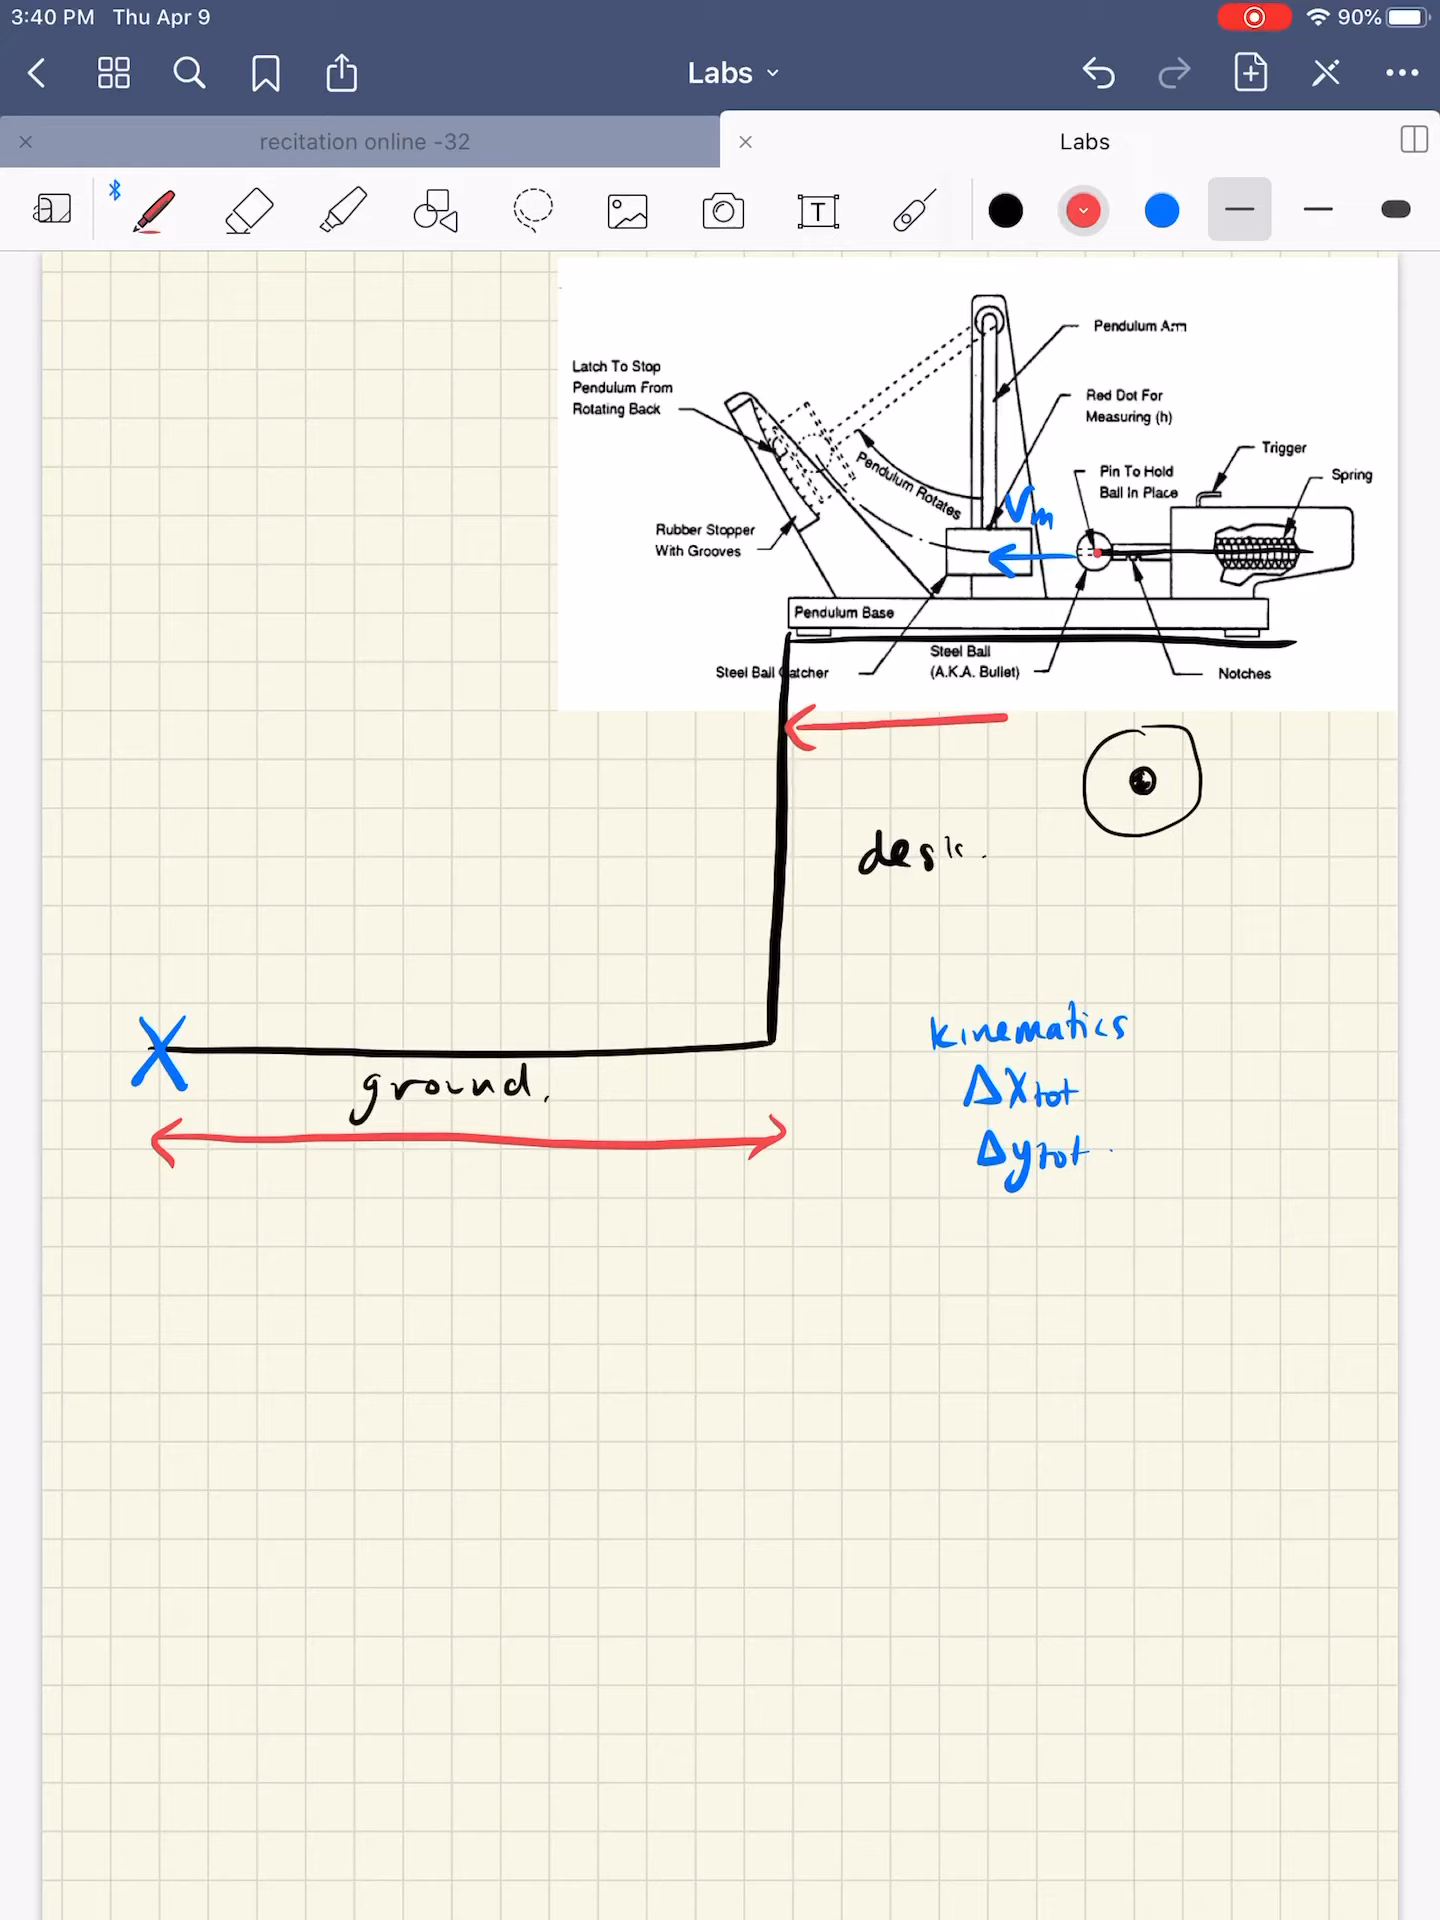 3:40 PM Thu Apr 9
90%
Labs
recitation online -32
Labs
T
Pendulum Arm
Latch To Stop
Pendulum From
Rotating Back
Red Dot For
Measuring (h)
Trigger
Pin To Hold
Ball In Place
Spring
Pendulum Rotates
Vm
Rubber Stopper
With Grooves
Pendulum Base
Steel Ball Catcher
Steel Ball
(A.K.A. Bullet)
Notches
kinematics
ΔXtot
Δytot
ground.
X